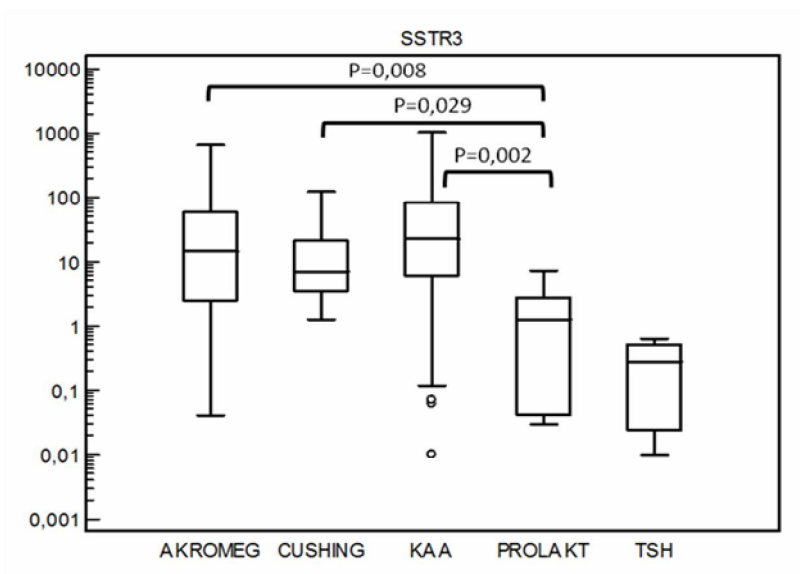 SSTR3
10000
P=0,008
P=0,029
1000
P=0,002
100
10
1
0,1
0,01
0,001
AKROMEG CUSHING KAA PROLAKT TSH